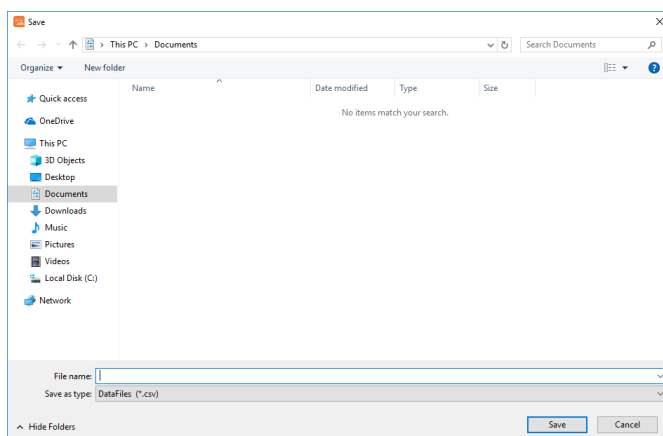 Save
This PC > Documents
Search Documents
Organize
New folder
Name
Date modified
Type
Size
No items match your search.
Quick access
OneDrive
This PC
3D Objects
Desktop
Documents
Downloads
Music
Pictures
Videos
Local Disk (C:)
Network
File name:
Save as type: DataFiles (*.csv)
Hide Folders
Save
Cancel